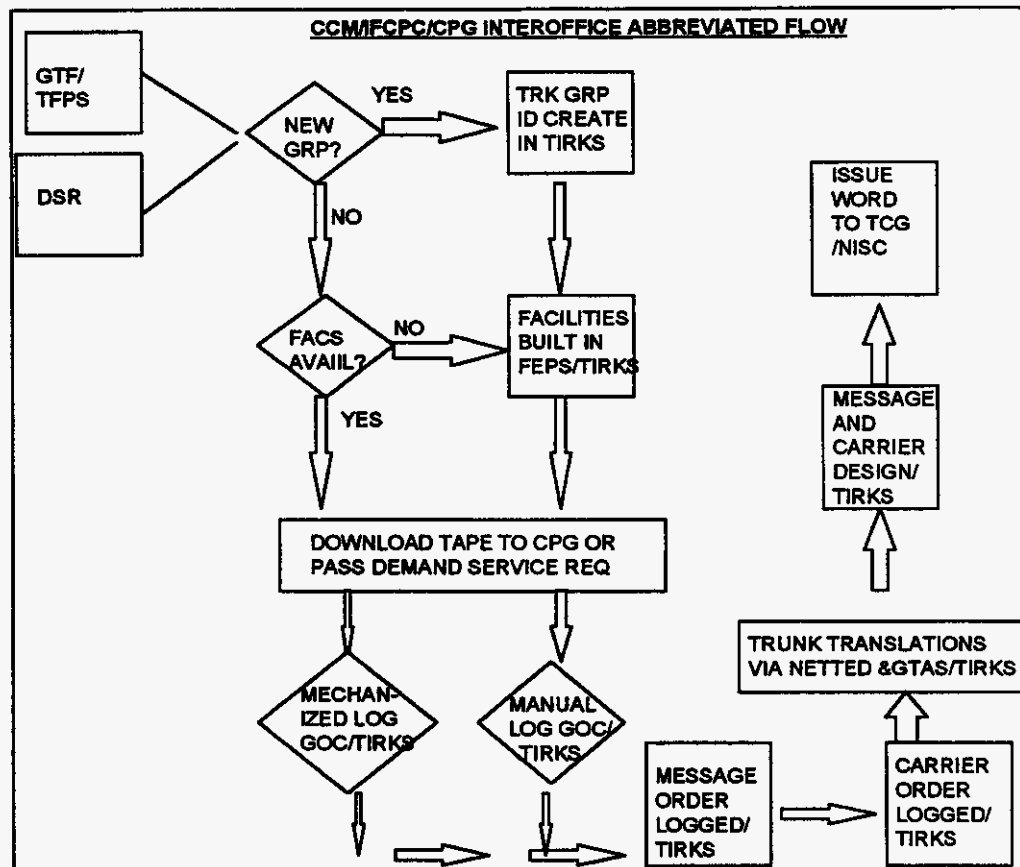 CCM/IFCPC/CPG INTEROFFICE ABBREVIATED FLOW
GTF/
TFPS
DSR
NEW
GRP?
YES
TRK GRP
ID CREATE
IN TIRKS
NO
FACS
AVAIIL?
NO
FACILITIES
BUILT IN
FEPS/TIRKS
YES
DOWNLOAD TAPE TO CPG OR
PASS DEMAND SERVICE REQ
MECHAN-
IZED LOG
GOC/TIRKS
MANUAL
LOG GOC/
TIRKS
MESSAGE
ORDER
LOGGED/
TIRKS
CARRIER
ORDER
LOGGED/
TIRKS
TRUNK TRANSLATIONS
VIA NETTED &GTAS/TIRKS
MESSAGE
AND
CARRIER
DESIGN/
TIRKS
ISSUE
WORD
TO TCG
/NISC